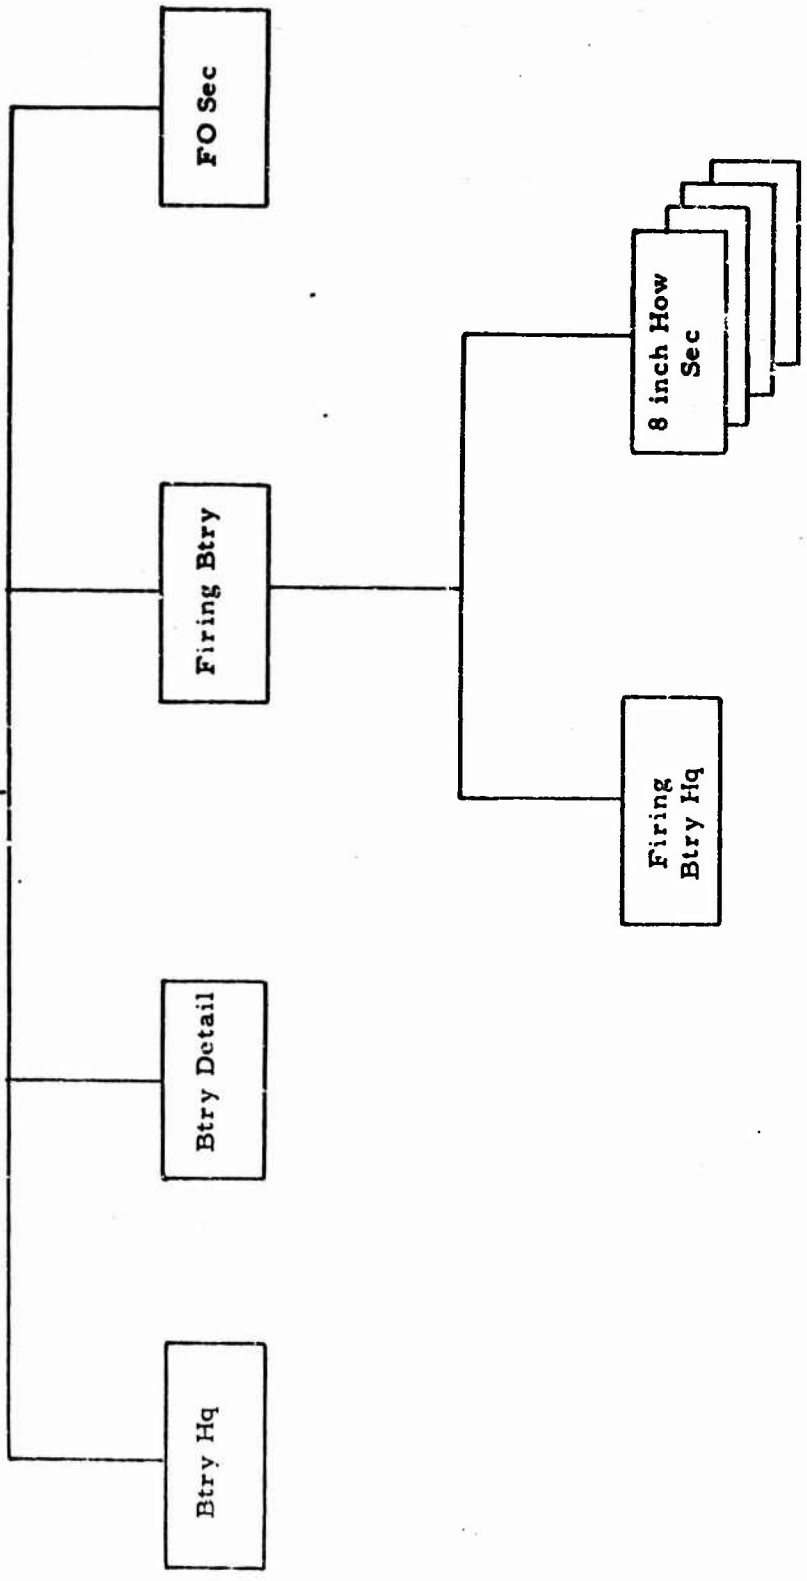 Btry Hq
Btry Detail
Firing Btry
FO Sec
Firing
Btry Hq
8 inch How
Sec